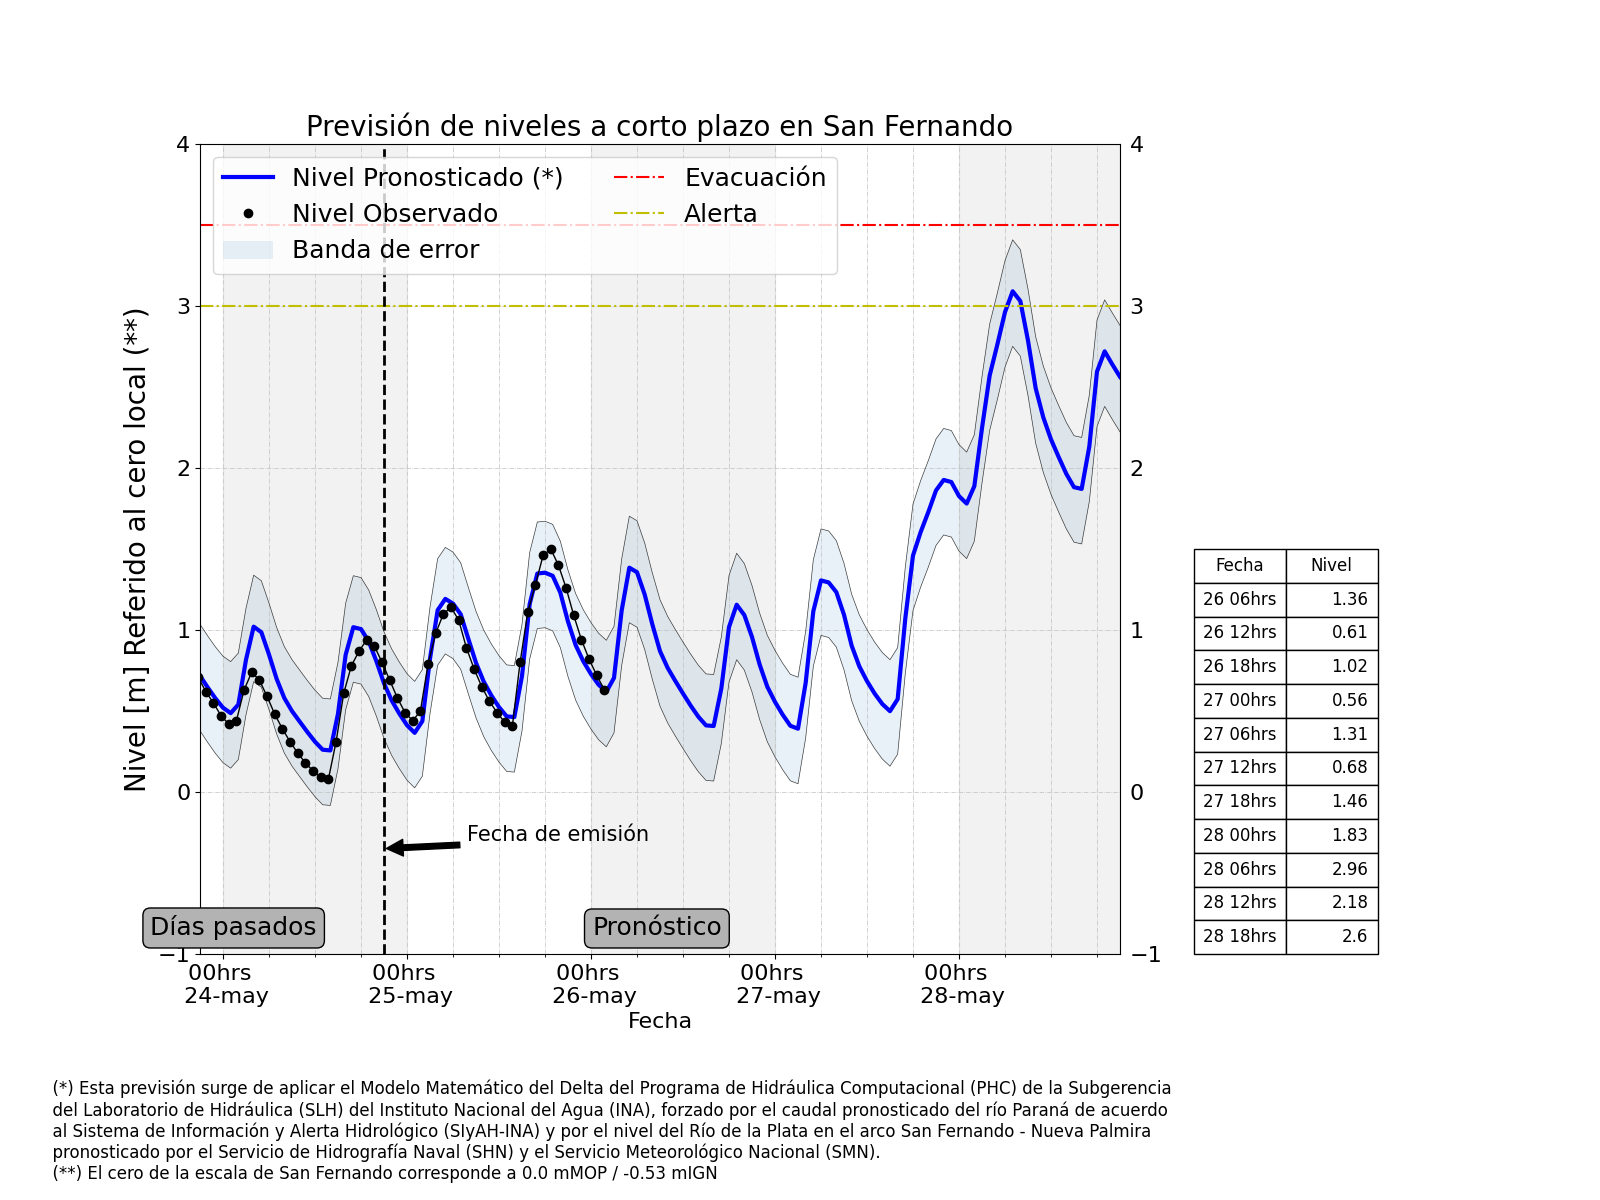 Previsión de niveles a corto plazo en San Fernando
4
4
Nivel Pronosticado (*)
Nivel Observado
Banda de error
Evacuación
Alerta
3
3
2
2
1
1
0
0
−1
−1
Nivel [m] Referido al cero local (**)
Fecha de emisión
Días pasados
Pronóstico
00hrs
24-may
00hrs
25-may
00hrs
26-may
00hrs
27-may
00hrs
28-may
Fecha
Fecha Nivel
26 06hrs 1.36
26 12hrs 0.61
26 18hrs 1.02
27 00hrs 0.56
27 06hrs 1.31
27 12hrs 0.68
27 18hrs 1.46
28 00hrs 1.83
28 06hrs 2.96
28 12hrs 2.18
28 18hrs 2.6
(*) Esta previsión surge de aplicar el Modelo Matemático del Delta del Programa de Hidráulica Computacional (PHC) de la Subgerencia
del Laboratorio de Hidráulica (SLH) del Instituto Nacional del Agua (INA), forzado por el caudal pronosticado del río Paraná de acuerdo
al Sistema de Información y Alerta Hidrológico (SIyAH-INA) y por el nivel del Río de la Plata en el arco San Fernando - Nueva Palmira
pronosticado por el Servicio de Hidrografía Naval (SHN) y el Servicio Meteorológico Nacional (SMN).
(**) El cero de la escala de San Fernando corresponde a 0.0 mMOP / -0.53 mIGN